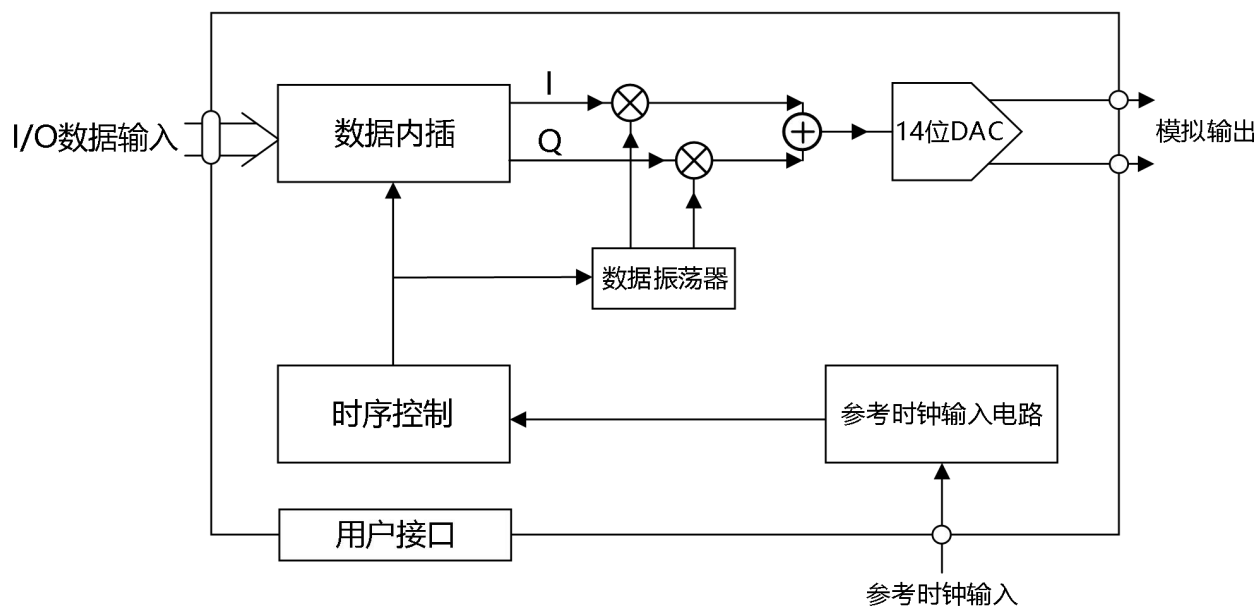 I
I/O数据输入
数据内插
Q
14位DAC
模拟输出
数据振荡器
时序控制
参考时钟输入电路
用户接口
参考时钟输入